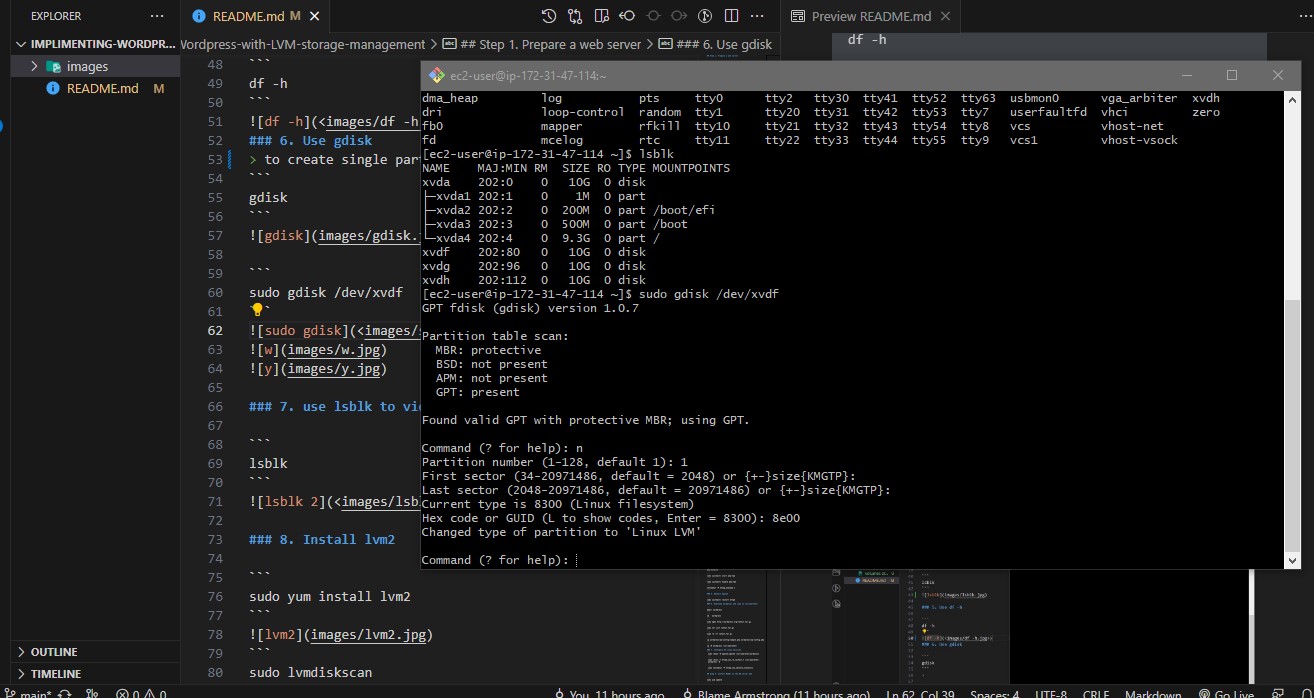 EXPLORER ···
README.md M ×
Preview README.md ×
IMPLIMENTING-WORDPR...
Wordpress-with-LVM-storage-management > ## Step 1. Prepare a web server > ### 6. Use gdisk
df -h
images
README.md M
48 ```
49 df -h
50 ```
51 ![df -h](<images/df -h
52 ### 6. Use gdisk
53 > to create single par
54 ```
55 gdisk
56 ```
57 ![gdisk](images/gdisk.
58
59 ```
60 sudo gdisk /dev/xvdf
61 ```
62 ![sudo gdisk](<images/s
63 ![w](images/w.jpg)
64 ![y](images/y.jpg)
65
66 ### 7. use lsblk to vi
67
68 ```
69 lsblk
70 ```
71 ![lsblk 2](<images/lsb
72
73 ### 8. Install lvm2
74
75 ```
76 sudo yum install lvm2
77 ```
78 ![lvm2](images/lvm2.jpg)
79 ```
80 sudo lvmdiskscan
ec2-user@ip-172-31-47-114:~
dma_heap log pts tty0 tty2 tty30 tty41 tty52 tty63 usbmon0 vga_arbiter xvdh
dri loop-control random tty1 tty20 tty31 tty42 tty53 tty7 userfaultfd vhci zero
fb0 mapper rfkill tty10 tty21 tty32 tty43 tty54 tty8 vcs vhost-net
fd mcelog rtc tty11 tty22 tty33 tty44 tty55 tty9 vcs1 vhost-vsock
[ec2-user@ip-172-31-47-114 ~]$ lsblk
NAME MAJ:MIN RM SIZE RO TYPE MOUNTPOINTS
xvda 202:0 0 10G 0 disk
├─xvda1 202:1 0 1M 0 part
├─xvda2 202:2 0 200M 0 part /boot/efi
├─xvda3 202:3 0 500M 0 part /boot
└─xvda4 202:4 0 9.3G 0 part /
xvdf 202:80 0 10G 0 disk
xvdg 202:96 0 10G 0 disk
xvdh 202:112 0 10G 0 disk
[ec2-user@ip-172-31-47-114 ~]$ sudo gdisk /dev/xvdf
GPT fdisk (gdisk) version 1.0.7
Partition table scan:
MBR: protective
BSD: not present
APM: not present
GPT: present
Found valid GPT with protective MBR; using GPT.
Command (? for help): n
Partition number (1-128, default 1): 1
First sector (34-20971486, default = 2048) or {+-}size{KMGTP}:
Last sector (2048-20971486, default = 20971486) or {+-}size{KMGTP}:
Current type is 8300 (Linux filesystem)
Hex code or GUID (L to show codes, Enter = 8300): 8e00
Changed type of partition to 'Linux LVM'
Command (? for help):
OUTLINE
TIMELINE
main* 0 0 You, 11 hours ago Blame Armstrong (11 hours ago) Ln 62, Col 39 Spaces: 4 UTF-8 CRLF Markdown Go Live